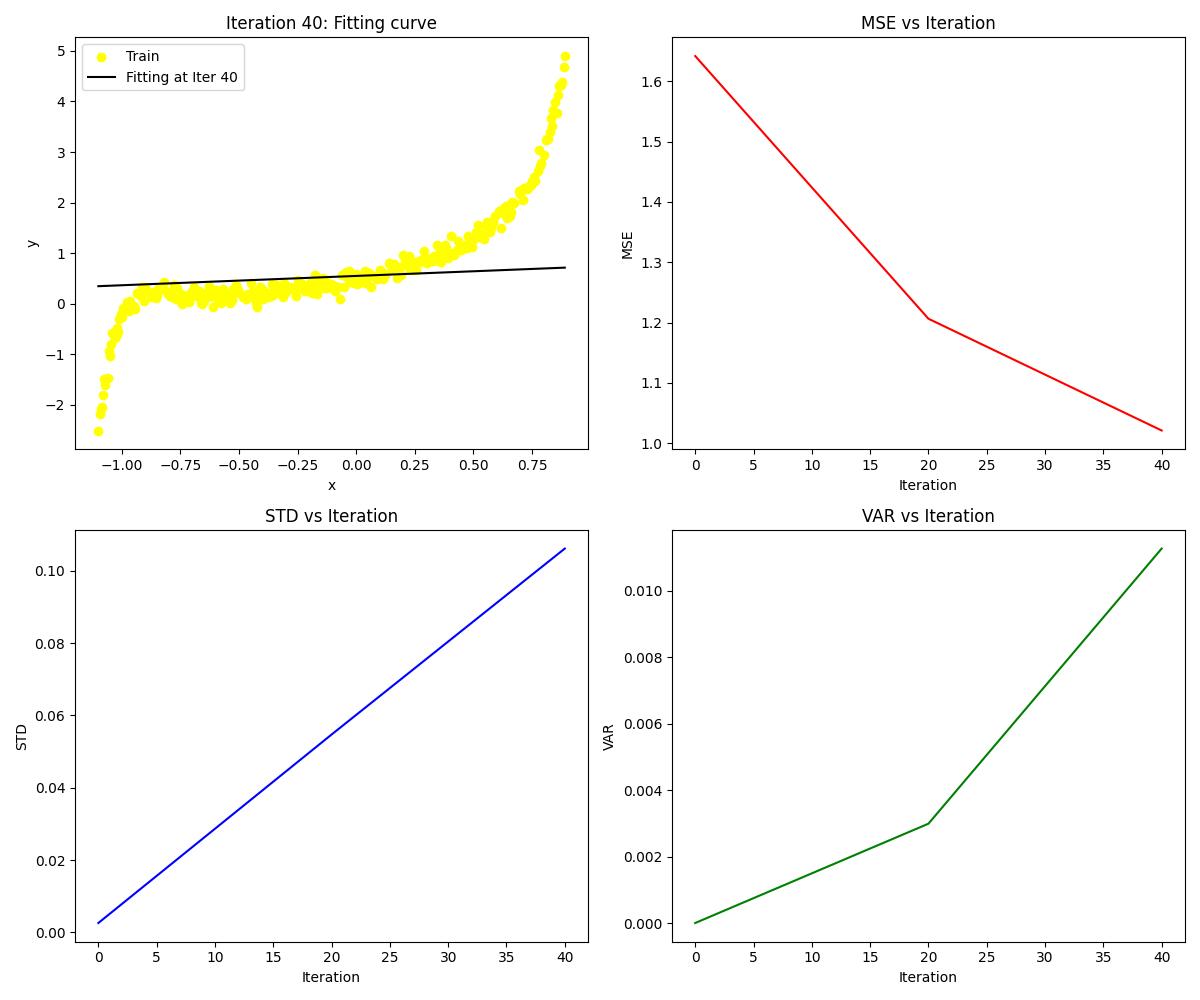 Iteration 40: Fitting curve
Train
Fitting at Iter 40
5
4
3
2
1
0
−1
−2
y
−1.00 −0.75 −0.50 −0.25 0.00 0.25 0.50 0.75
x
MSE vs Iteration
1.6
1.5
1.4
1.3
1.2
1.1
1.0
MSE
0 5 10 15 20 25 30 35 40
Iteration
STD vs Iteration
0.10
0.08
0.06
0.04
0.02
0.00
STD
0 5 10 15 20 25 30 35 40
Iteration
VAR vs Iteration
0.010
0.008
0.006
0.004
0.002
0.000
VAR
0 5 10 15 20 25 30 35 40
Iteration